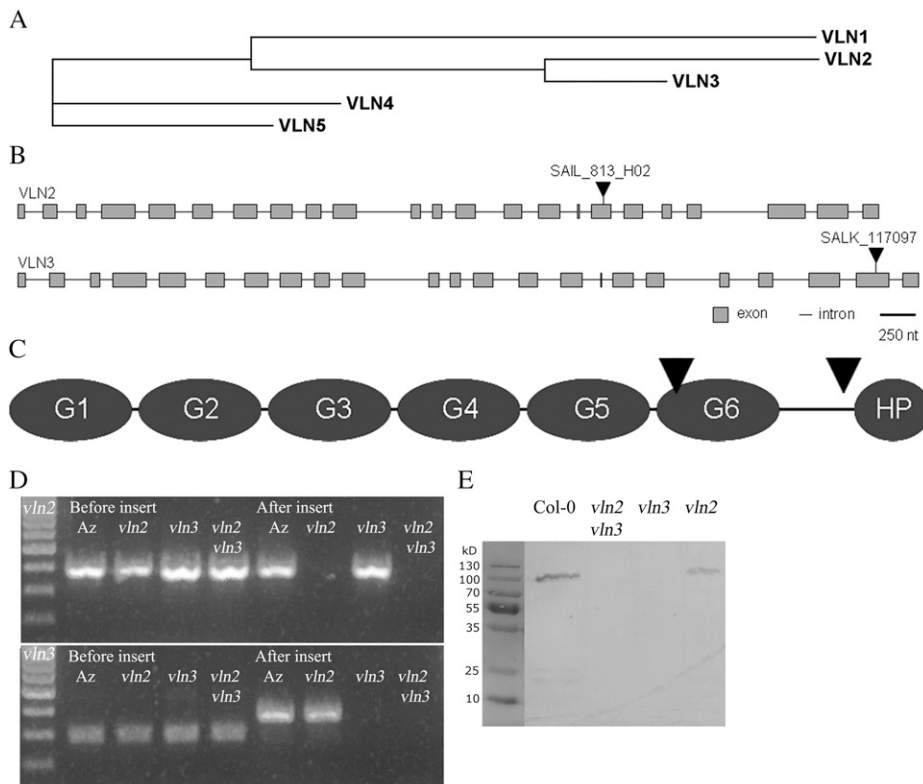 A
VLN1
VLN2
VLN3
VLN4
VLN5
B
SAIL_813_H02
VLN2
SALK_117097
VLN3
exon
intron
250 nt
C
G1 G2 G3 G4 G5 G6 HP
D
vln2 Before insert After insert
Az vln2 vln3 vln2 vln3 Az vln2 vln3 vln2 vln3
vln3 Before insert After insert
Az vln2 vln3 vln2 vln3 Az vln2 vln3 vln2 vln3
E
Col-0 vln2 vln3 vln3 vln2
kD
130
100
70
55
35
25
10